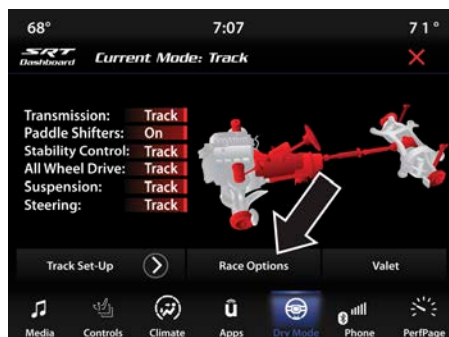 68° 7:07 71°
SRT
Dashboard Current Mode: Track
Transmission: Track
Paddle Shifters: On
Stability Control: Track
All Wheel Drive: Track
Suspension: Track
Steering: Track
Track Set-Up Race Options Valet
Media Controls Climate Apps Drv Mode Phone PerfPage